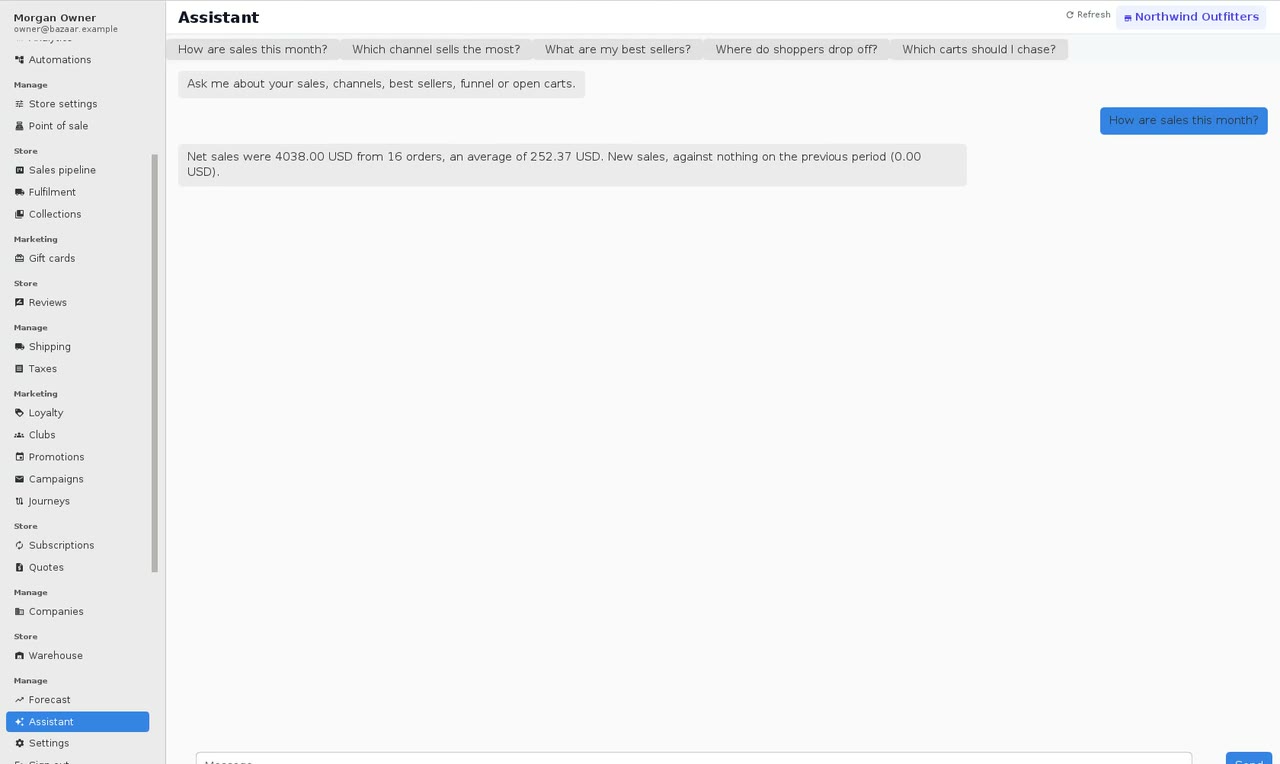 Morgan Owner
owner@bazaar.example
Analytics
Automations
Manage
Store settings
Point of sale
Store
Sales pipeline
Fulfilment
Collections
Marketing
Gift cards
Store
Reviews
Manage
Shipping
Taxes
Marketing
Loyalty
Clubs
Promotions
Campaigns
Journeys
Store
Subscriptions
Quotes
Manage
Companies
Store
Warehouse
Manage
Forecast
Assistant
Settings
Sign out
Assistant
Refresh
Northwind Outfitters
How are sales this month?
Which channel sells the most?
What are my best sellers?
Where do shoppers drop off?
Which carts should I chase?
Ask me about your sales, channels, best sellers, funnel or open carts.
How are sales this month?
Net sales were 4038.00 USD from 16 orders, an average of 252.37 USD. New sales, against nothing on the previous period (0.00
USD).
Message
Send